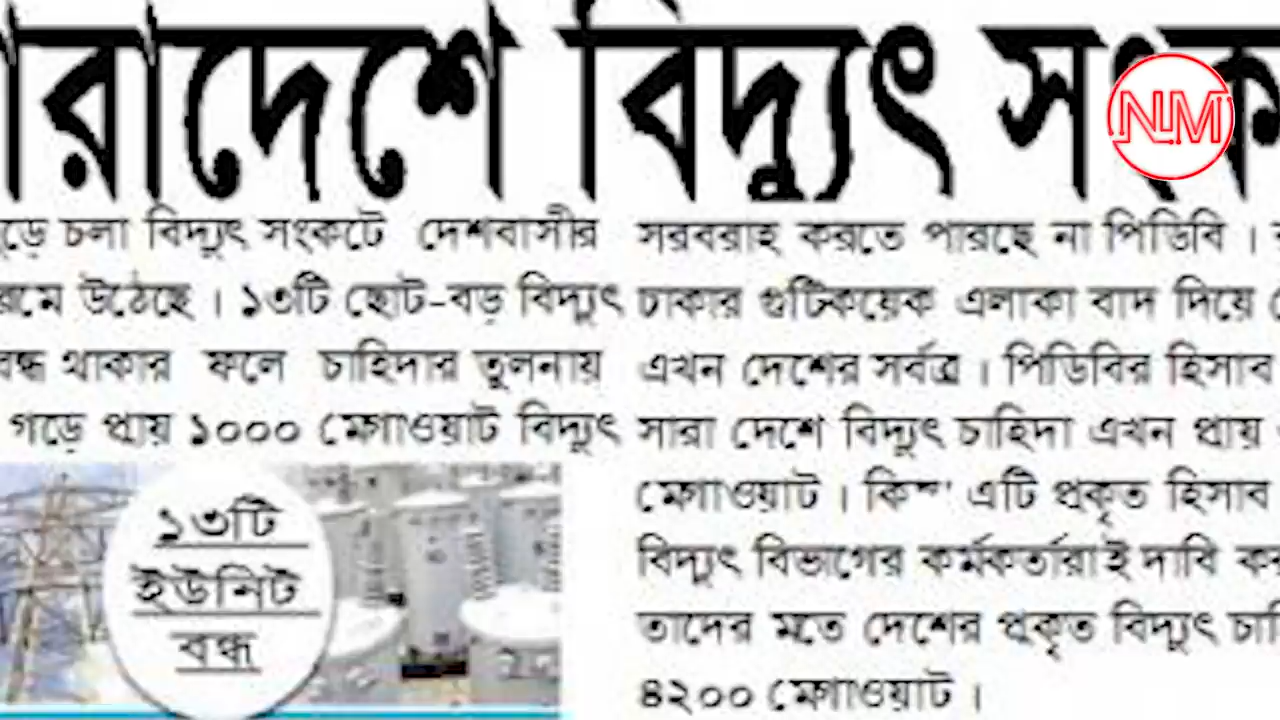 সারাদেশে বিদ্যুৎ সংক
NM
চলা বিদ্যুৎ সংকটে দেশবাসীর
উঠেছে । ১৩টি ছোট-বড় বিদ্যুৎ
বন্ধ থাকার ফলে চাহিদার তুলনায়
গড়ে প্রায় ১০০০ মেগাওয়াট বিদ্যুৎ
১৩টি
ইউনিট
বন্ধ
সরবরাহ করতে পারছে না পিডিবি ।
ঢাকার গুটিকয়েক এলাকা বাদ দিয়ে
এখন দেশের সর্বত্র । পিডিবির হিসাব
সারা দেশে বিদ্যুৎ চাহিদা এখন প্রায়
মেগাওয়াট । কিন্তু এটি প্রকৃত হিসাব
বিদ্যুৎ বিভাগের কর্মকর্তারাই দাবি
তাদের মতে দেশের প্রকৃত বিদ্যুৎ
৪২০০ মেগাওয়াট ।